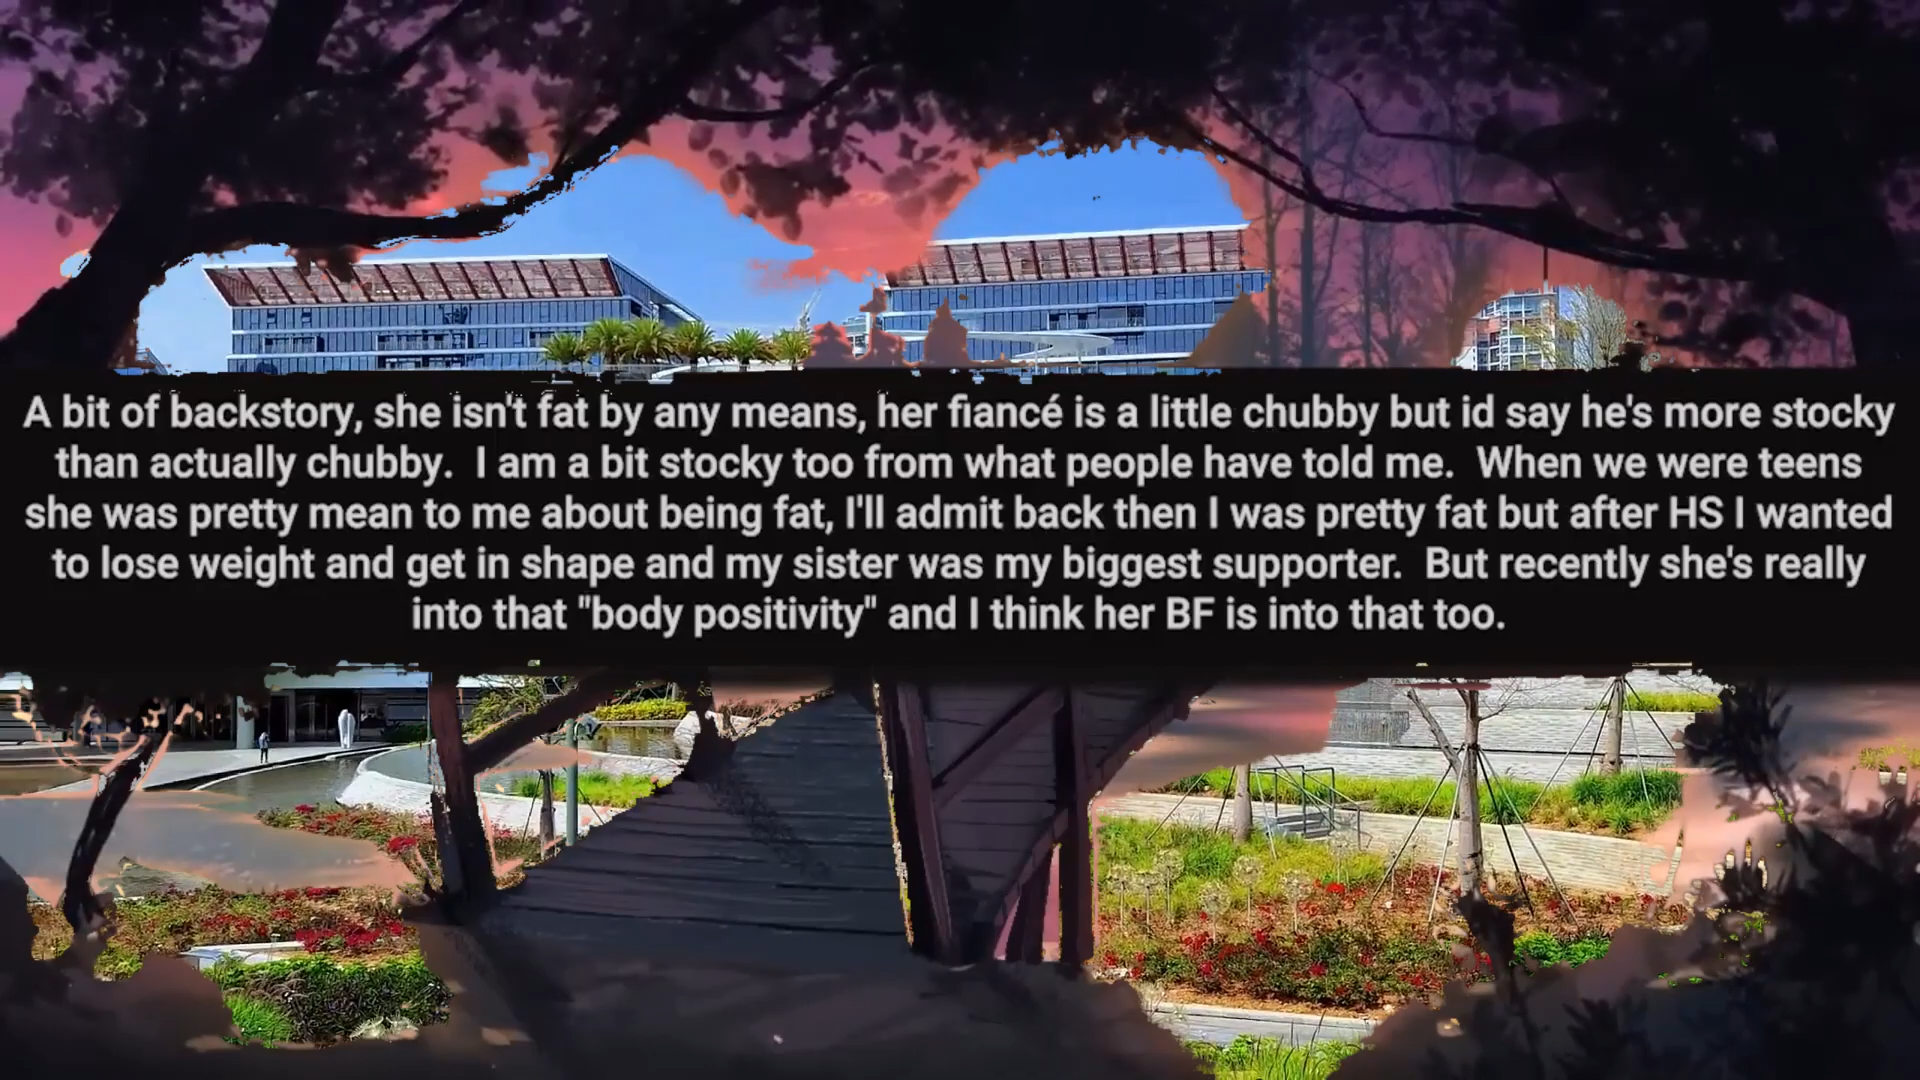 A bit of backstory, she isn't fat by any means, her fiancé is a little chubby but id say he's more stocky
than actually chubby.  I am a bit stocky too from what people have told me.  When we were teens
she was pretty mean to me about being fat, I'll admit back then I was pretty fat but after HS I wanted
to lose weight and get in shape and my sister was my biggest supporter.  But recently she's really
into that "body positivity" and I think her BF is into that too.